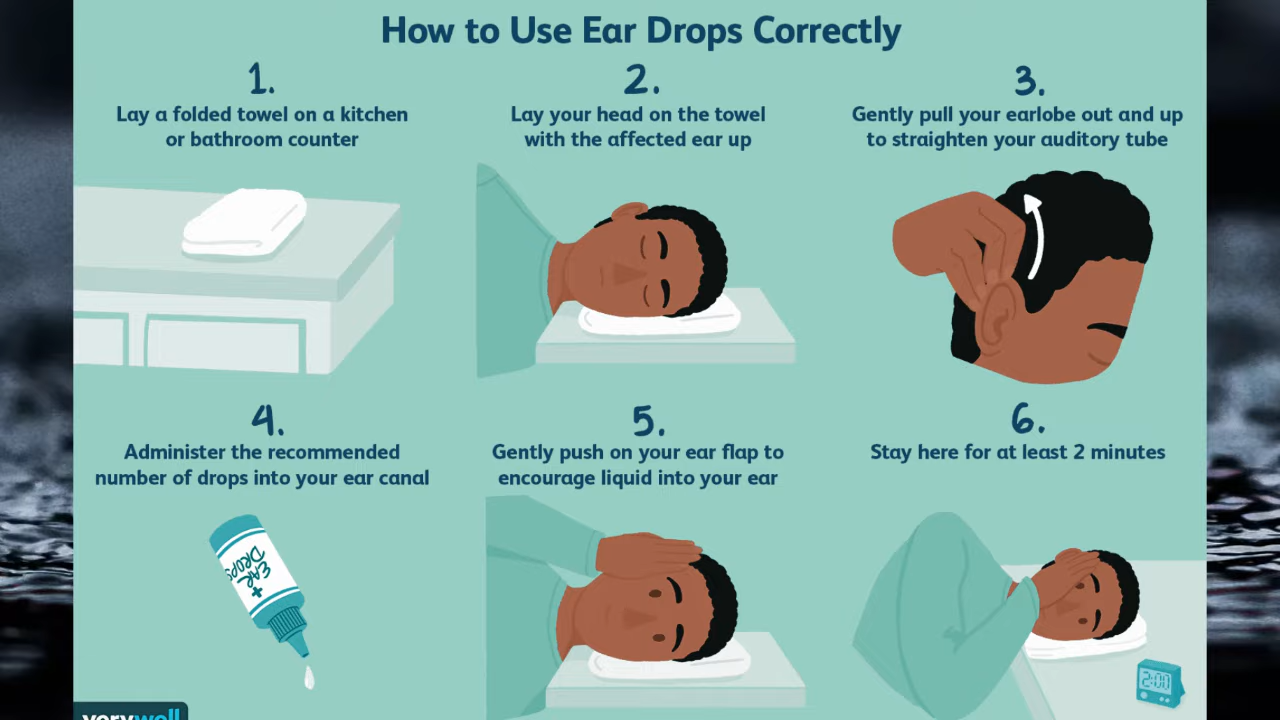 How to Use Ear Drops Correctly
1.
Lay a folded towel on a kitchen
or bathroom counter
2.
Lay your head on the towel
with the affected ear up
3.
Gently pull your earlobe out and up
to straighten your auditory tube
4.
Administer the recommended
number of drops into your ear canal
EAR
DROPS
5.
Gently push on your ear flap to
encourage liquid into your ear
6.
Stay here for at least 2 minutes
2:00
verywell